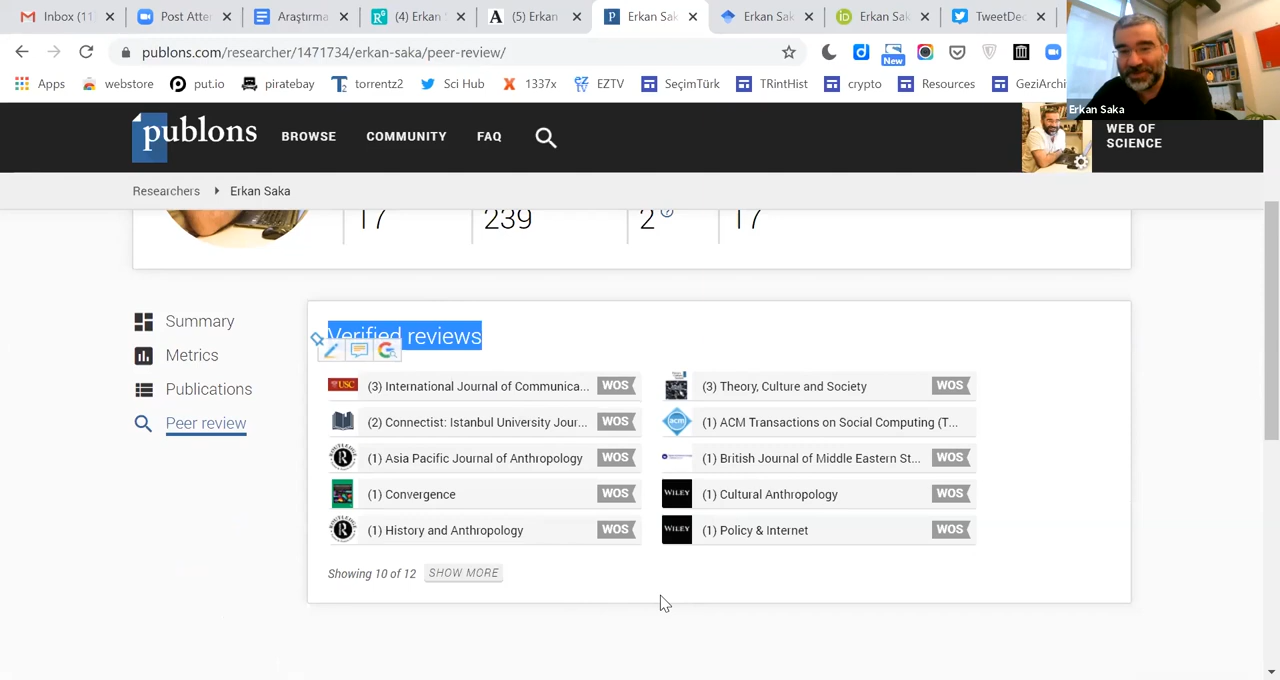 Inbox (11
Post Atter
Araştırma
(4) Erkan
(5) Erkan
Erkan Sak
Erkan Sak
Erkan Sak
TweetDec
publons.com/researcher/1471734/erkan-saka/peer-review/
New
Apps
webstore
put.io
piratebay
torrentz2
Sci Hub
1337x
EZTV
SeçimTürk
TRintHist
crypto
Resources
GeziArchi
Erkan Saka
publons
BROWSE
COMMUNITY
FAQ
WEB OF
SCIENCE
Researchers
Erkan Saka
17
239
2
17
Summary
Metrics
Publications
Peer review
Verified reviews
(3) International Journal of Communica... WOS
(3) Theory, Culture and Society WOS
(2) Connectist: Istanbul University Jour... WOS
(1) ACM Transactions on Social Computing (T...
(1) Asia Pacific Journal of Anthropology WOS
(1) British Journal of Middle Eastern St... WOS
(1) Convergence WOS
(1) Cultural Anthropology WOS
(1) History and Anthropology WOS
(1) Policy & Internet WOS
USC
acm
WILEY
WILEY
Showing 10 of 12 SHOW MORE